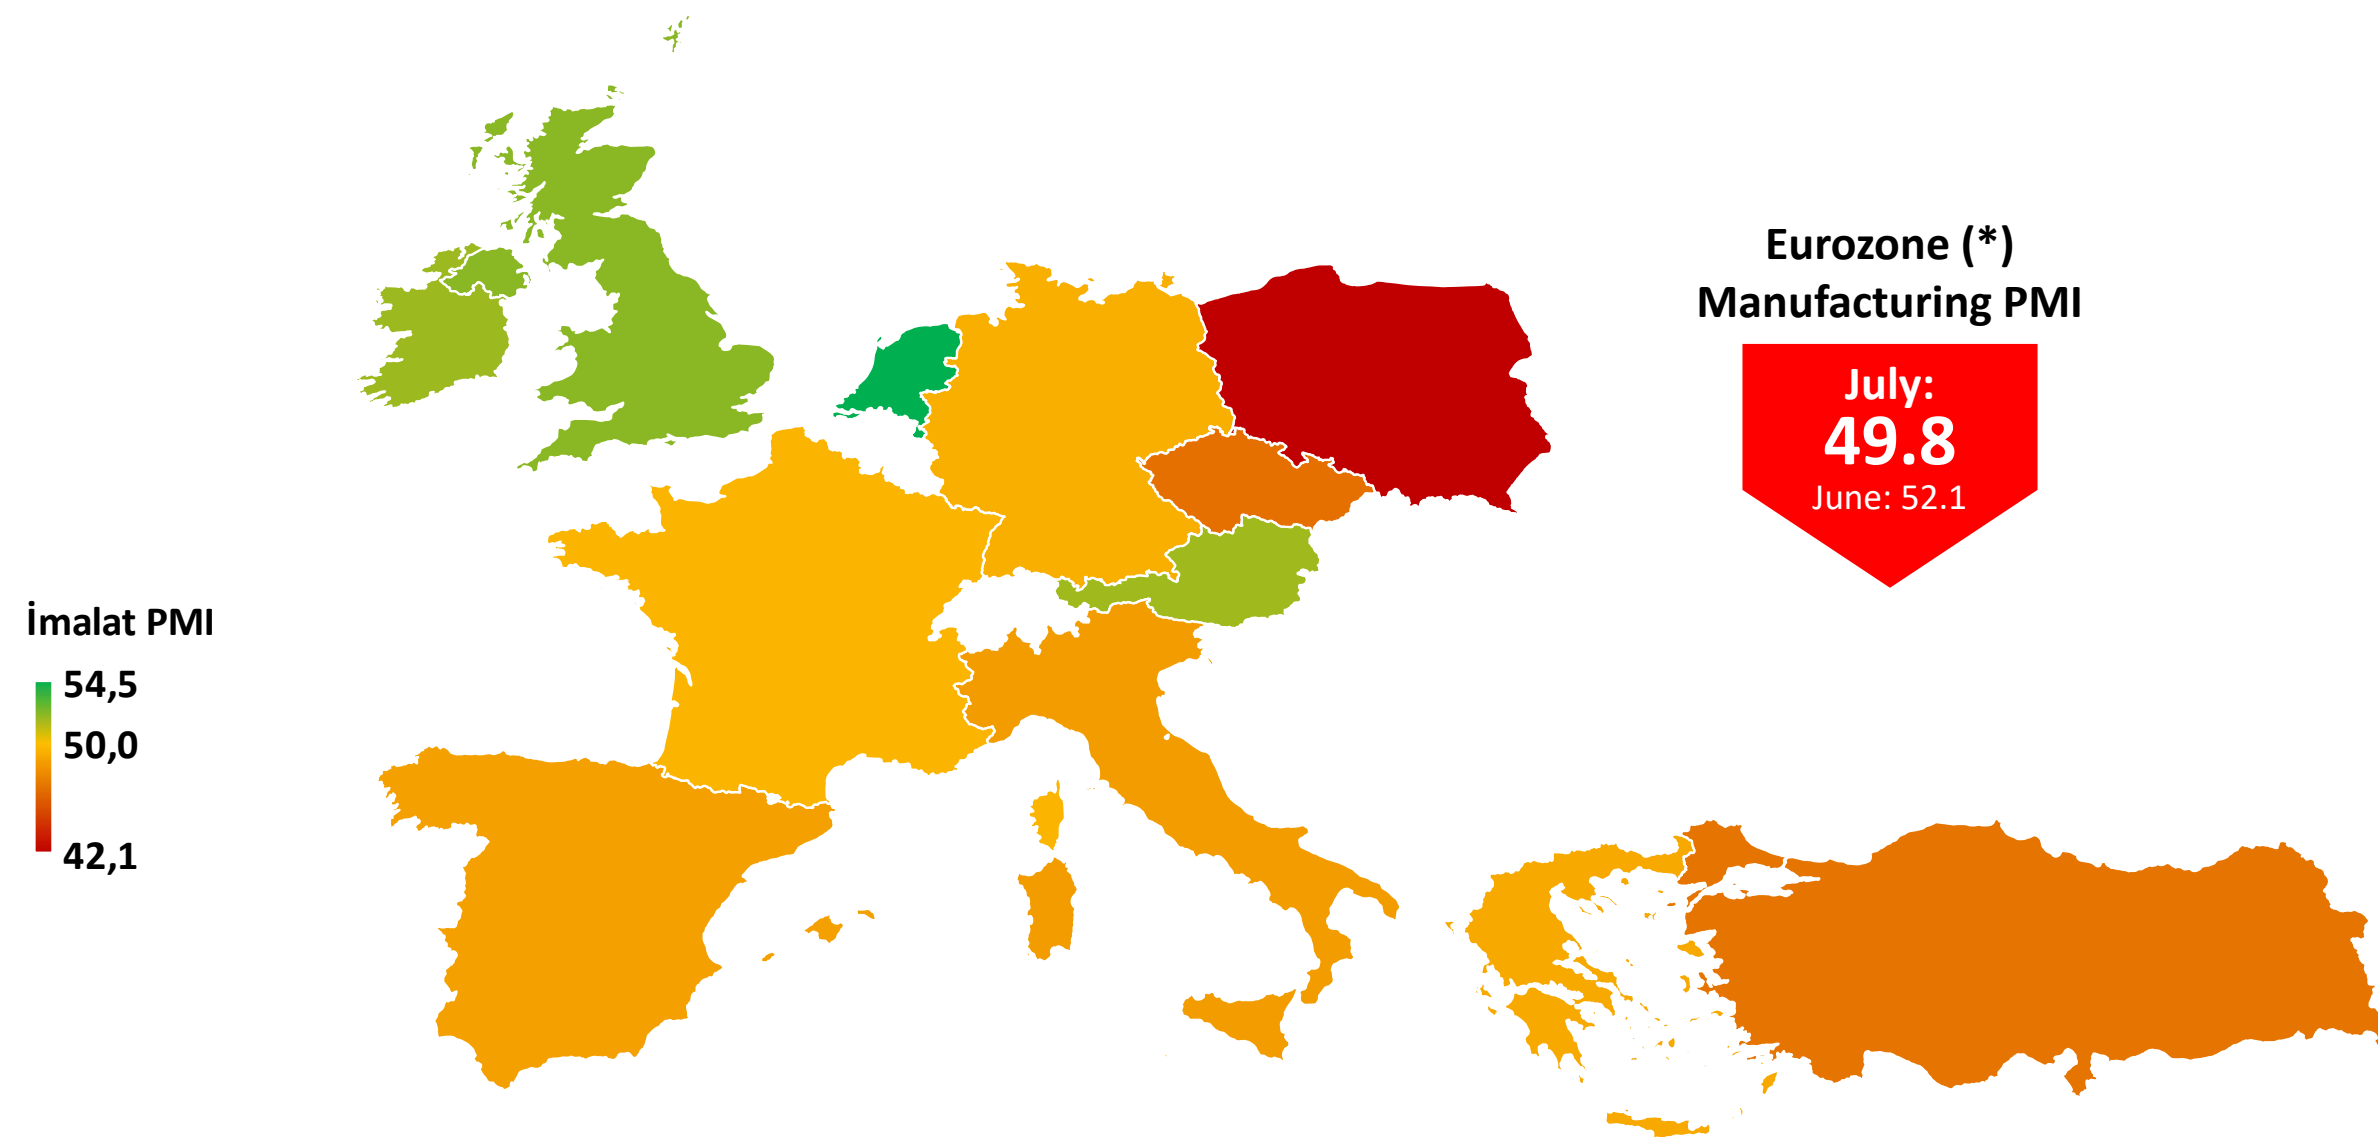 Eurozone (*)
Manufacturing PMI
July:
49.8
June: 52.1
İmalat PMI
54,5
50,0
42,1